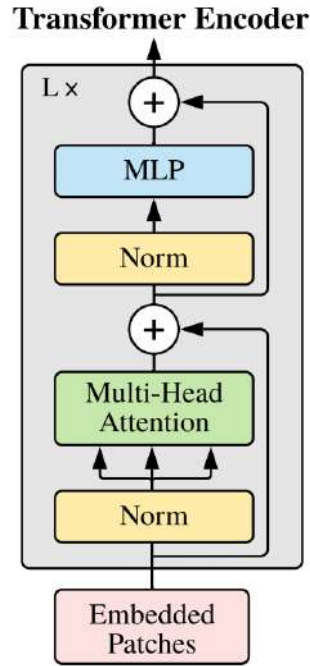 Transformer Encoder
L ×
+
MLP
Norm
+
Multi-Head
Attention
Norm
Embedded
Patches